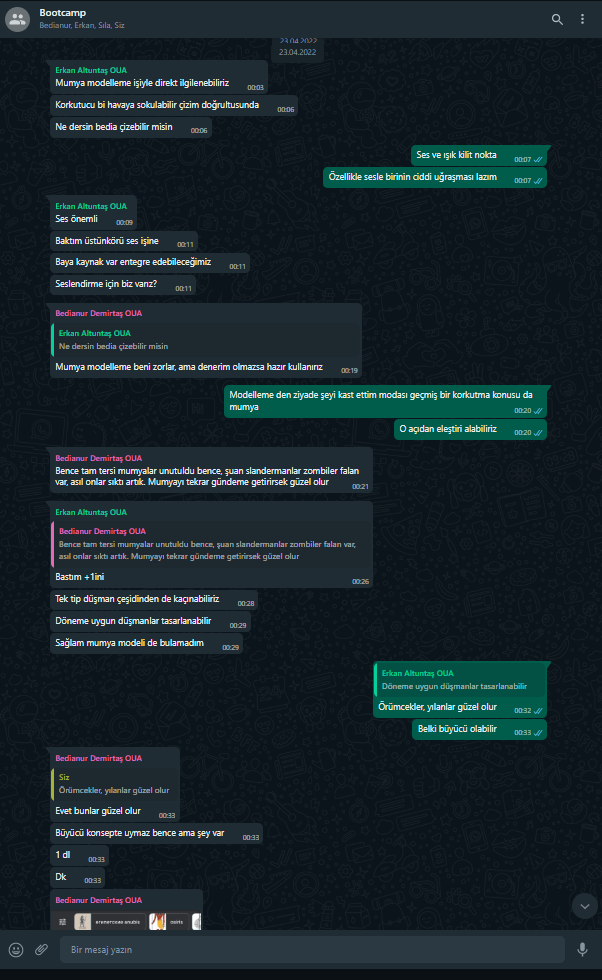 Bootcamp
Bedianur, Erkan, Sıla, Siz
23.04.2022
23.04.2022
Erkan Altuntaş OUA
Mumya modelleme işiyle direkt ilgilenebiliriz
00:03
Korkutucu bi havaya sokulabilir çizim doğrultusunda
00:06
Ne dersin bedia çizebilir misin
00:06
Ses ve ışık kilit nokta
00:07
Özellikle sesle birinin ciddi uğraşması lazım
00:07
Erkan Altuntaş OUA
Ses önemli
00:09
Baktım üstünkörü ses işine
00:11
Baya kaynak var entegre edebileceğimiz
00:11
Seslendirme için biz varız?
00:11
Bedianur Demirtaş OUA
Erkan Altuntaş OUA
Ne dersin bedia çizebilir misin
Mumya modelleme beni zorlar, ama denerim olmazsa hazır kullanırız
00:19
Modelleme den ziyade şeyi kast ettim modası geçmiş bir korkutma konusu da
mumya
00:20
O açıdan eleştiri alabiliriz
00:20
Bedianur Demirtaş OUA
Bence tam tersi mumyalar unutuldu bence, şuan slandermanlar zombiler falan
var, asıl onlar sıktı artık. Mumyayı tekrar gündeme getirirsek güzel olur
00:21
Erkan Altuntaş OUA
Bedianur Demirtaş OUA
Bence tam tersi mumyalar unutuldu bence, şuan slandermanlar zombiler falan var,
asıl onlar sıktı artık. Mumyayı tekrar gündeme getirirsek güzel olur
Bastım +1ini
00:26
Tek tip düşman çeşidinden de kaçınabiliriz
00:28
Döneme uygun düşmanlar tasarlanabilir
00:29
Sağlam mumya modeli de bulamadım
00:29
Erkan Altuntaş OUA
Döneme uygun düşmanlar tasarlanabilir
Örümcekler, yılanlar güzel olur
00:32
Belki büyücü olabilir
00:33
Bedianur Demirtaş OUA
Siz
Örümcekler, yılanlar güzel olur
Evet bunlar güzel olur
00:33
Büyücü konsepte uymaz bence ama şey var
00:33
1 dl
00:33
Dk
00:33
Bedianur Demirtaş OUA
anubis
osiris
Bir mesaj yazın